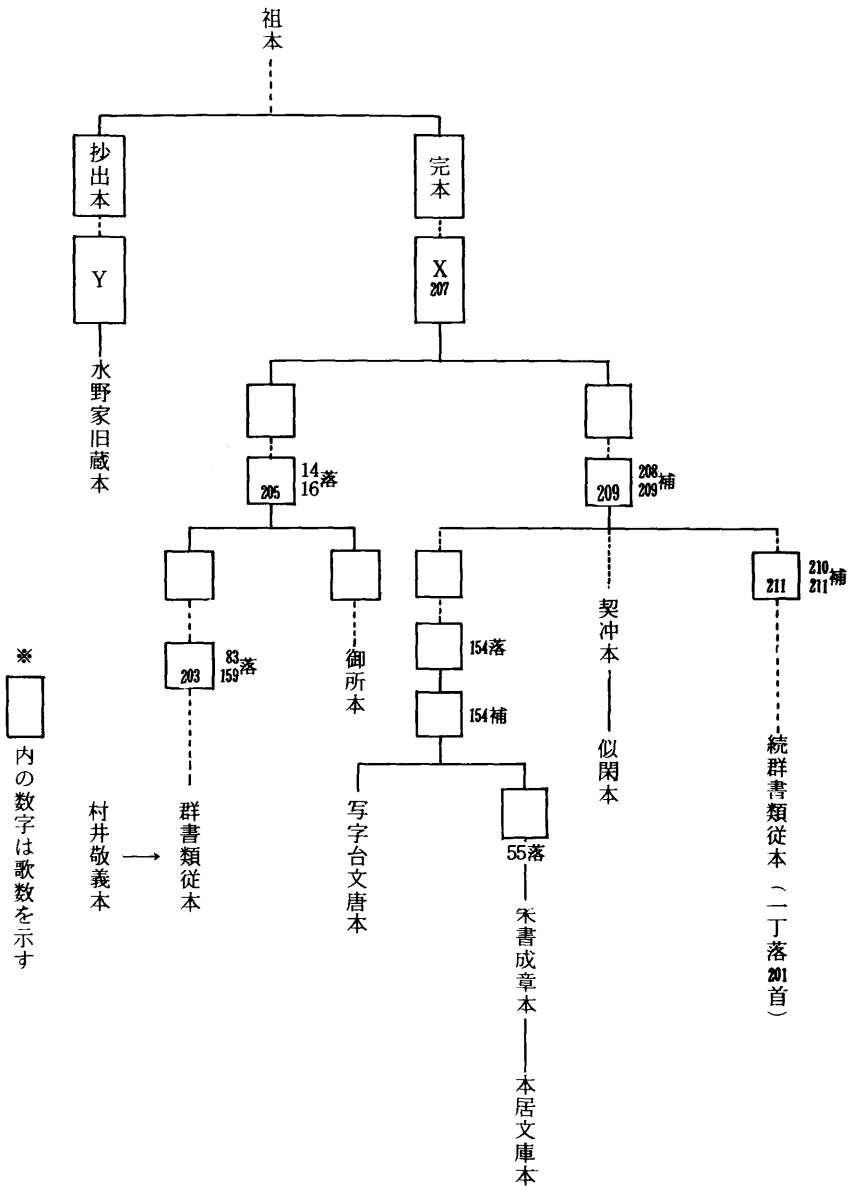 祖本
完本
X
207
抄出本
Y
水野家旧蔵本
208
209
補
209
14
16
落
205
210
211
補
211
続群書類従本（一丁落201首）
契冲本
似閑本
154落
154補
55落
朱書成章本
本居文庫本
写字台文唐本
御所本
83
159
落
203
群書類従本
村井敬義本
→
※
内の数字は歌数を示す